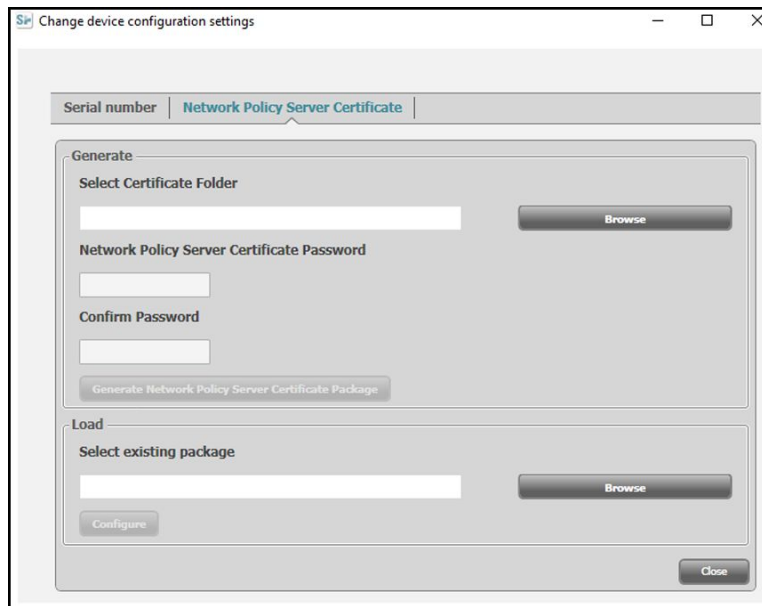 Change device configuration settings
Serial number Network Policy Server Certificate
Generate
Select Certificate Folder
Browse
Network Policy Server Certificate Password
Confirm Password
Generate Network Policy Server Certificate Package
Load
Select existing package
Browse
Configure
Close